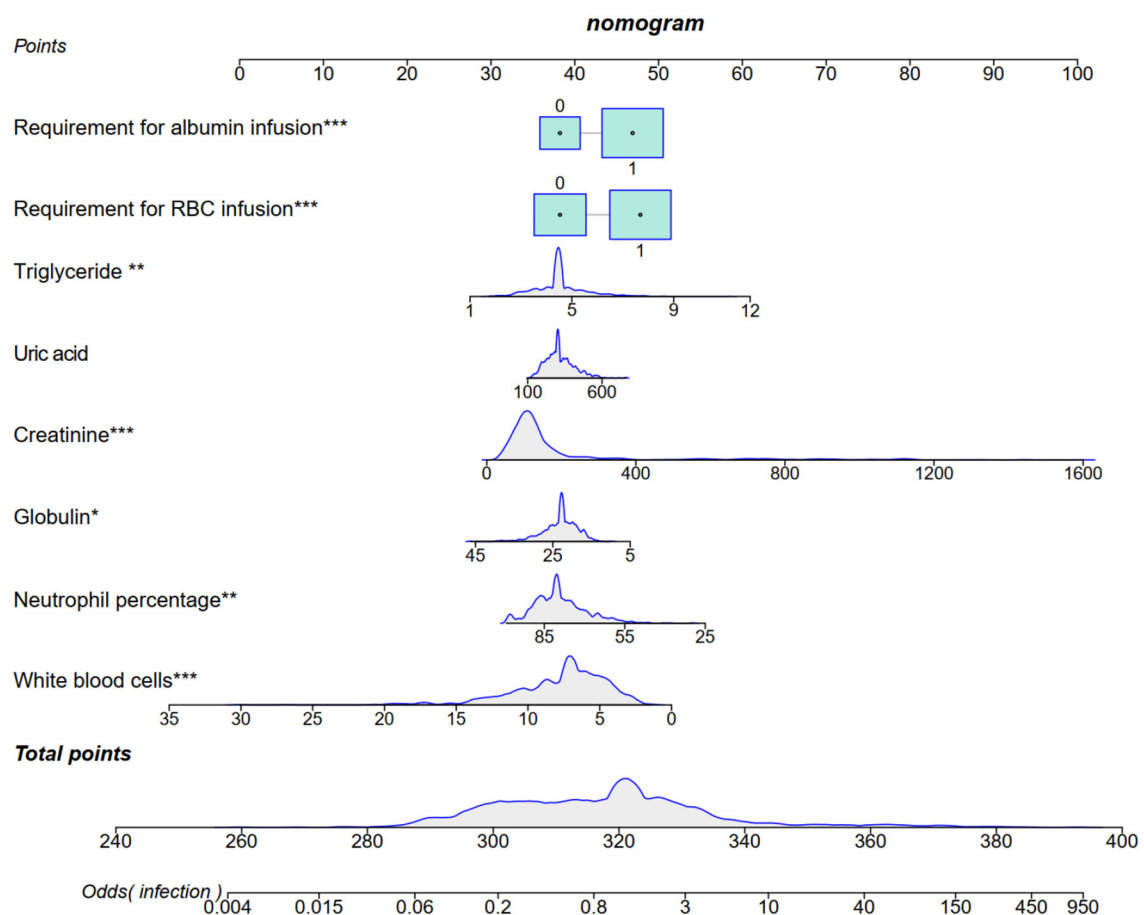 nomogram
Points
0 10 20 30 40 50 60 70 80 90 100
0
Requirement for albumin infusion***
1
0
Requirement for RBC infusion***
1
Triglyceride **
1 5 9 12
Uric acid
100 600
Creatinine***
0 400 800 1200 1600
Globulin*
45 25 5
Neutrophil percentage**
85 55 25
White blood cells***
35 30 25 20 15 10 5 0
Total points
240 260 280 300 320 340 360 380 400
Odds( infection )
0.004 0.015 0.06 0.2 0.8 3 10 40 150 450 950